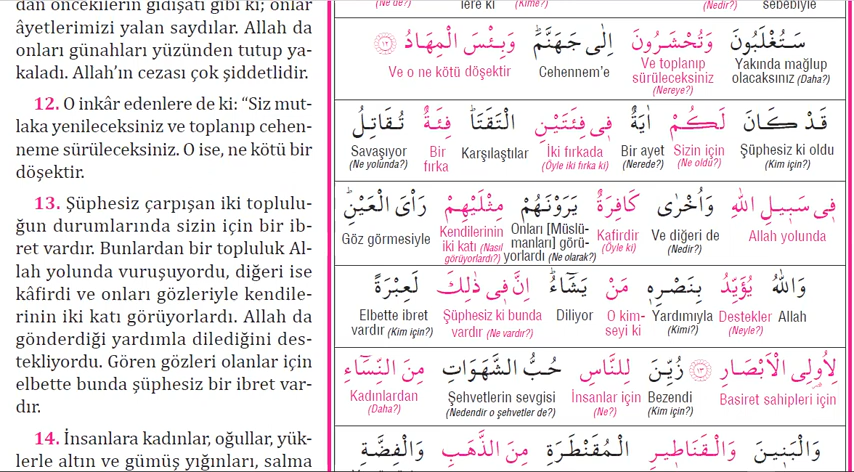 dan öncekilerin gidişatı gibi ki; onlar
âyetlerimizi yalan saydılar. Allah da
onları günahları yüzünden tutup ya-
kaladı. Allah’ın cezası çok şiddetlidir.
12. O inkâr edenlere de ki: “Siz mut-
laka yenileceksiniz ve toplanıp cehen-
neme sürüleceksiniz. O ise, ne kötü bir
döşektir.
13. Şüphesiz çarpışan iki toplulu-
ğun durumlarında sizin için bir ib-
ret vardır. Bunlardan bir topluluk Al-
lah yolunda vuruşuyordu, diğeri ise
kâfirdi ve onları gözleriyle kendile-
rinin iki katı görüyorlardı. Allah da
gönderdiği yardımla dilediğini des-
tekliyordu. Gören gözleri olanlar için
elbette bunda şüphesiz bir ibret var-
dır.
14. İnsanlara kadınlar, oğullar, yük-
lerle altın ve gümüş yığınları, salma
(Ne de?) lere ki (Kime?) (Nedir?) sebebiyle
سَتُغْلَبُونَ وَتُحْشَرُونَ اِلٰى جَهَنَّمَۜ وَبِئْسَ الْمِهَادُ ﴿١٢﴾
Yakında mağlup olacaksınız (Daha?) Ve toplanıp sürüleceksiniz (Nereye?) Cehennem’e Ve o ne kötü döşektir
قَدْ كَانَ لَكُمْ اٰيَةٌ ف۪ي فِئَتَيْنِ الْتَقَتَاۜ فِئَةٌ تُقَاتِلُ
Şüphesiz ki oldu (Kim için?) Sizin için (Ne oldu?) Bir ayet (Nerede?) İki fırkada (Öyle iki fırka ki) Karşılaştılar Bir fırka Savaşıyor (Ne yolunda?)
ف۪ي سَب۪يلِ اللّٰهِ وَاُخْرٰى كَافِرَةٌ يَرَوْنَهُمْ مِثْلَيْهِمْ رَأْيَ الْعَيْنِۜ
Allah yolunda Ve diğeri de (Nedir?) Kafirdir (Öyle ki) Onları [Müslümanları] görüyorlardı (Ne olarak?) Kendilerinin iki katı (Nasıl görüyorlardı?) Göz görmesiyle
وَاللّٰهُ يُؤَيِّدُ بِنَصْرِه۪ مَنْ يَشَٓاءُۜ اِنَّ ف۪ي ذٰلِكَ لَعِبْرَةً
Allah Destekler (Neyle?) Yardımıyla (Kimi?) O kimseyi ki Diliyor Şüphesiz ki bunda vardır (Ne vardır?) Elbette ibret vardır (Kim için?)
لِاُو۬لِي الْاَبْصَارِ ﴿١٣﴾ زُيِّنَ لِلنَّاسِ حُبُّ الشَّهَوَاتِ مِنَ النِّسَٓاءِ
Basiret sahipleri için Bezendi (Kim için?) İnsanlar için (Ne?) Şehvetlerin sevgisi (Nedendir o şehvetler de?) Kadınlardan (Daha?)
وَالْبَن۪ينَ وَالْقَنَاط۪يرِ الْمُقَنْطَرَةِ مِنَ الذَّهَبِ وَالْفِضَّةِ